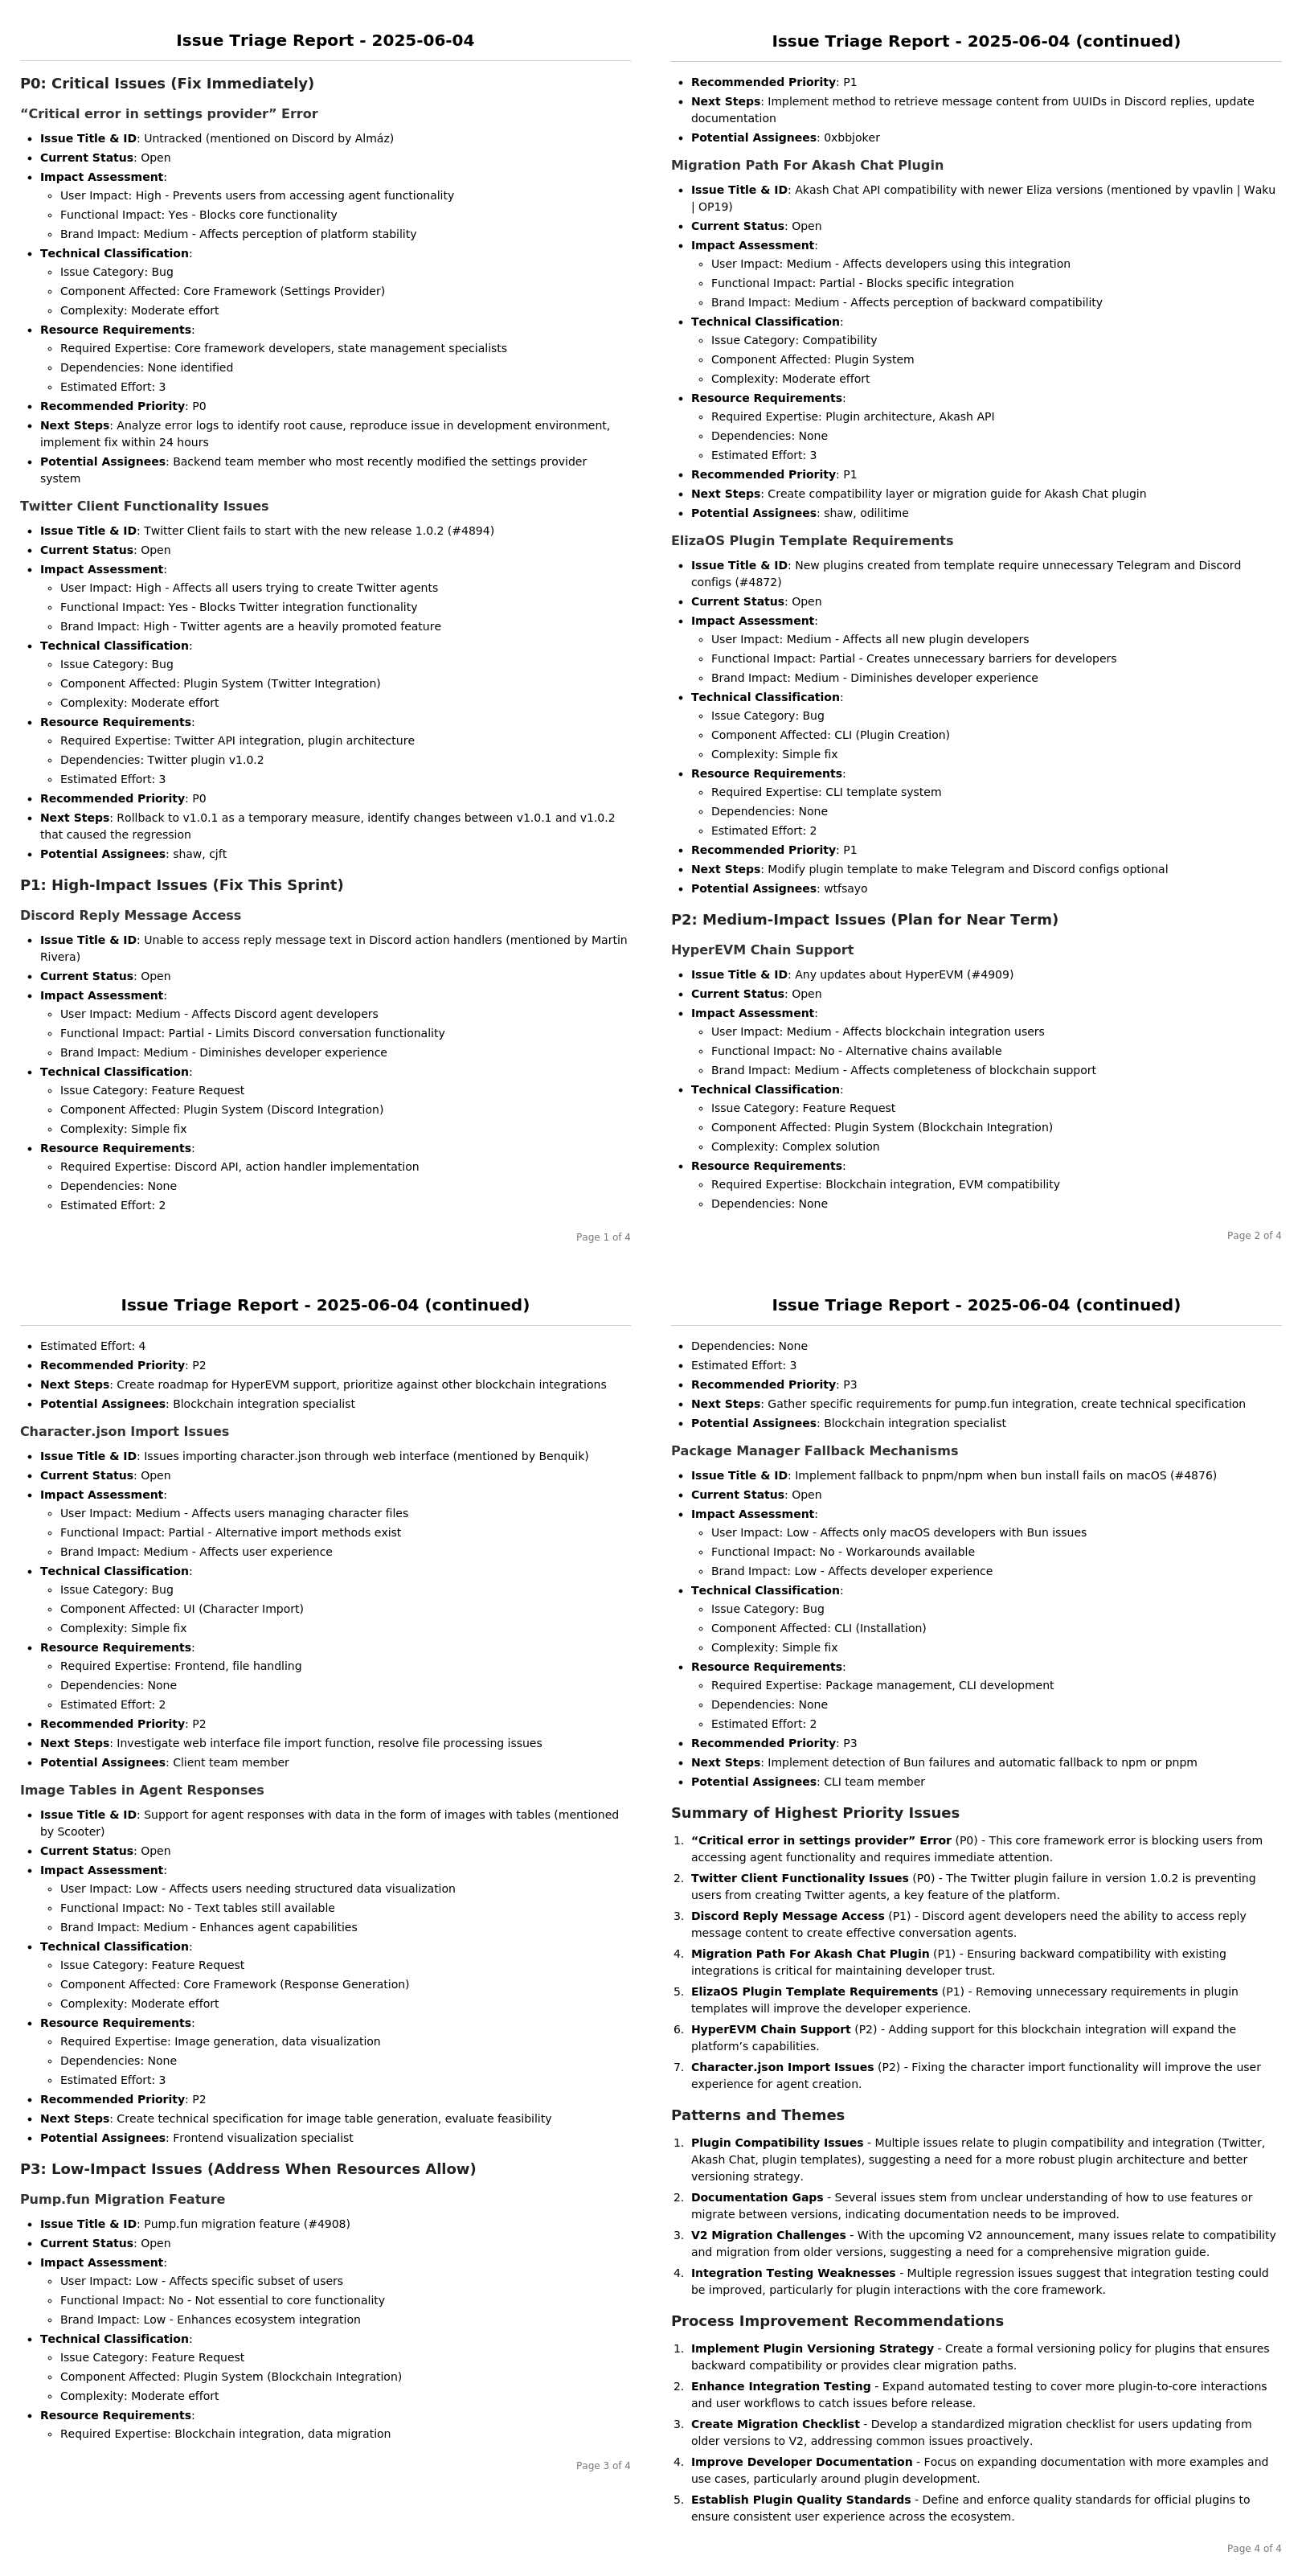 Issue Triage Report - 2025-06-04
P0: Critical Issues (Fix Immediately)
“Critical error in settings provider” Error
• Issue Title & ID: Untracked (mentioned on Discord by Almáz)
• Current Status: Open
• Impact Assessment:
◦ User Impact: High - Prevents users from accessing agent functionality
◦ Functional Impact: Yes - Blocks core functionality
◦ Brand Impact: Medium - Affects perception of platform stability
• Technical Classification:
◦ Issue Category: Bug
◦ Component Affected: Core Framework (Settings Provider)
◦ Complexity: Moderate effort
• Resource Requirements:
◦ Required Expertise: Core framework developers, state management specialists
◦ Dependencies: None identified
◦ Estimated Effort: 3
• Recommended Priority: P0
• Next Steps: Analyze error logs to identify root cause, reproduce issue in development environment,
implement fix within 24 hours
• Potential Assignees: Backend team member who most recently modified the settings provider
system
Twitter Client Functionality Issues
• Issue Title & ID: Twitter Client fails to start with the new release 1.0.2 (#4894)
• Current Status: Open
• Impact Assessment:
◦ User Impact: High - Affects all users trying to create Twitter agents
◦ Functional Impact: Yes - Blocks Twitter integration functionality
◦ Brand Impact: High - Twitter agents are a heavily promoted feature
• Technical Classification:
◦ Issue Category: Bug
◦ Component Affected: Plugin System (Twitter Integration)
◦ Complexity: Moderate effort
• Resource Requirements:
◦ Required Expertise: Twitter API integration, plugin architecture
◦ Dependencies: Twitter plugin v1.0.2
◦ Estimated Effort: 3
• Recommended Priority: P0
• Next Steps: Rollback to v1.0.1 as a temporary measure, identify changes between v1.0.1 and v1.0.2
that caused the regression
• Potential Assignees: shaw, cjft
P1: High-Impact Issues (Fix This Sprint)
Discord Reply Message Access
• Issue Title & ID: Unable to access reply message text in Discord action handlers (mentioned by Martin
Rivera)
• Current Status: Open
• Impact Assessment:
◦ User Impact: Medium - Affects Discord agent developers
◦ Functional Impact: Partial - Limits Discord conversation functionality
◦ Brand Impact: Medium - Diminishes developer experience
• Technical Classification:
◦ Issue Category: Feature Request
◦ Component Affected: Plugin System (Discord Integration)
◦ Complexity: Simple fix
• Resource Requirements:
◦ Required Expertise: Discord API, action handler implementation
◦ Dependencies: None
◦ Estimated Effort: 2
Page 1 of 4
Issue Triage Report - 2025-06-04 (continued)
• Recommended Priority: P1
• Next Steps: Implement method to retrieve message content from UUIDs in Discord replies, update
documentation
• Potential Assignees: 0xbbjoker
Migration Path For Akash Chat Plugin
• Issue Title & ID: Akash Chat API compatibility with newer Eliza versions (mentioned by vpavlin | Waku
| OP19)
• Current Status: Open
• Impact Assessment:
◦ User Impact: Medium - Affects developers using this integration
◦ Functional Impact: Partial - Blocks specific integration
◦ Brand Impact: Medium - Affects perception of backward compatibility
• Technical Classification:
◦ Issue Category: Compatibility
◦ Component Affected: Plugin System
◦ Complexity: Moderate effort
• Resource Requirements:
◦ Required Expertise: Plugin architecture, Akash API
◦ Dependencies: None
◦ Estimated Effort: 3
• Recommended Priority: P1
• Next Steps: Create compatibility layer or migration guide for Akash Chat plugin
• Potential Assignees: shaw, odilitime
ElizaOS Plugin Template Requirements
• Issue Title & ID: New plugins created from template require unnecessary Telegram and Discord
configs (#4872)
• Current Status: Open
• Impact Assessment:
◦ User Impact: Medium - Affects all new plugin developers
◦ Functional Impact: Partial - Creates unnecessary barriers for developers
◦ Brand Impact: Medium - Diminishes developer experience
• Technical Classification:
◦ Issue Category: Bug
◦ Component Affected: CLI (Plugin Creation)
◦ Complexity: Simple fix
• Resource Requirements:
◦ Required Expertise: CLI template system
◦ Dependencies: None
◦ Estimated Effort: 2
• Recommended Priority: P1
• Next Steps: Modify plugin template to make Telegram and Discord configs optional
• Potential Assignees: wtfsayo
P2: Medium-Impact Issues (Plan for Near Term)
HyperEVM Chain Support
• Issue Title & ID: Any updates about HyperEVM (#4909)
• Current Status: Open
• Impact Assessment:
◦ User Impact: Medium - Affects blockchain integration users
◦ Functional Impact: No - Alternative chains available
◦ Brand Impact: Medium - Affects completeness of blockchain support
• Technical Classification:
◦ Issue Category: Feature Request
◦ Component Affected: Plugin System (Blockchain Integration)
◦ Complexity: Complex solution
• Resource Requirements:
◦ Required Expertise: Blockchain integration, EVM compatibility
◦ Dependencies: None
Page 2 of 4
Issue Triage Report - 2025-06-04 (continued)
• Estimated Effort: 4
• Recommended Priority: P2
• Next Steps: Create roadmap for HyperEVM support, prioritize against other blockchain integrations
• Potential Assignees: Blockchain integration specialist
Character.json Import Issues
• Issue Title & ID: Issues importing character.json through web interface (mentioned by Benquik)
• Current Status: Open
• Impact Assessment:
◦ User Impact: Medium - Affects users managing character files
◦ Functional Impact: Partial - Alternative import methods exist
◦ Brand Impact: Medium - Affects user experience
• Technical Classification:
◦ Issue Category: Bug
◦ Component Affected: UI (Character Import)
◦ Complexity: Simple fix
• Resource Requirements:
◦ Required Expertise: Frontend, file handling
◦ Dependencies: None
◦ Estimated Effort: 2
• Recommended Priority: P2
• Next Steps: Investigate web interface file import function, resolve file processing issues
• Potential Assignees: Client team member
Image Tables in Agent Responses
• Issue Title & ID: Support for agent responses with data in the form of images with tables (mentioned
by Scooter)
• Current Status: Open
• Impact Assessment:
◦ User Impact: Low - Affects users needing structured data visualization
◦ Functional Impact: No - Text tables still available
◦ Brand Impact: Medium - Enhances agent capabilities
• Technical Classification:
◦ Issue Category: Feature Request
◦ Component Affected: Core Framework (Response Generation)
◦ Complexity: Moderate effort
• Resource Requirements:
◦ Required Expertise: Image generation, data visualization
◦ Dependencies: None
◦ Estimated Effort: 3
• Recommended Priority: P2
• Next Steps: Create technical specification for image table generation, evaluate feasibility
• Potential Assignees: Frontend visualization specialist
P3: Low-Impact Issues (Address When Resources Allow)
Pump.fun Migration Feature
• Issue Title & ID: Pump.fun migration feature (#4908)
• Current Status: Open
• Impact Assessment:
◦ User Impact: Low - Affects specific subset of users
◦ Functional Impact: No - Not essential to core functionality
◦ Brand Impact: Low - Enhances ecosystem integration
• Technical Classification:
◦ Issue Category: Feature Request
◦ Component Affected: Plugin System (Blockchain Integration)
◦ Complexity: Moderate effort
• Resource Requirements:
◦ Required Expertise: Blockchain integration, data migration
Page 3 of 4
Issue Triage Report - 2025-06-04 (continued)
• Dependencies: None
• Estimated Effort: 3
• Recommended Priority: P3
• Next Steps: Gather specific requirements for pump.fun integration, create technical specification
• Potential Assignees: Blockchain integration specialist
Package Manager Fallback Mechanisms
• Issue Title & ID: Implement fallback to pnpm/npm when bun install fails on macOS (#4876)
• Current Status: Open
• Impact Assessment:
◦ User Impact: Low - Affects only macOS developers with Bun issues
◦ Functional Impact: No - Workarounds available
◦ Brand Impact: Low - Affects developer experience
• Technical Classification:
◦ Issue Category: Bug
◦ Component Affected: CLI (Installation)
◦ Complexity: Simple fix
• Resource Requirements:
◦ Required Expertise: Package management, CLI development
◦ Dependencies: None
◦ Estimated Effort: 2
• Recommended Priority: P3
• Next Steps: Implement detection of Bun failures and automatic fallback to npm or pnpm
• Potential Assignees: CLI team member
Summary of Highest Priority Issues
1. “Critical error in settings provider” Error (P0) - This core framework error is blocking users from
accessing agent functionality and requires immediate attention.
2. Twitter Client Functionality Issues (P0) - The Twitter plugin failure in version 1.0.2 is preventing
users from creating Twitter agents, a key feature of the platform.
3. Discord Reply Message Access (P1) - Discord agent developers need the ability to access reply
message content to create effective conversation agents.
4. Migration Path For Akash Chat Plugin (P1) - Ensuring backward compatibility with existing
integrations is critical for maintaining developer trust.
5. ElizaOS Plugin Template Requirements (P1) - Removing unnecessary requirements in plugin
templates will improve the developer experience.
6. HyperEVM Chain Support (P2) - Adding support for this blockchain integration will expand the
platform’s capabilities.
7. Character.json Import Issues (P2) - Fixing the character import functionality will improve the user
experience for agent creation.
Patterns and Themes
1. Plugin Compatibility Issues - Multiple issues relate to plugin compatibility and integration (Twitter,
Akash Chat, plugin templates), suggesting a need for a more robust plugin architecture and better
versioning strategy.
2. Documentation Gaps - Several issues stem from unclear understanding of how to use features or
migrate between versions, indicating documentation needs to be improved.
3. V2 Migration Challenges - With the upcoming V2 announcement, many issues relate to compatibility
and migration from older versions, suggesting a need for a comprehensive migration guide.
4. Integration Testing Weaknesses - Multiple regression issues suggest that integration testing could
be improved, particularly for plugin interactions with the core framework.
Process Improvement Recommendations
1. Implement Plugin Versioning Strategy - Create a formal versioning policy for plugins that ensures
backward compatibility or provides clear migration paths.
2. Enhance Integration Testing - Expand automated testing to cover more plugin-to-core interactions
and user workflows to catch issues before release.
3. Create Migration Checklist - Develop a standardized migration checklist for users updating from
older versions to V2, addressing common issues proactively.
4. Improve Developer Documentation - Focus on expanding documentation with more examples and
use cases, particularly around plugin development.
5. Establish Plugin Quality Standards - Define and enforce quality standards for official plugins to
ensure consistent user experience across the ecosystem.
Page 4 of 4